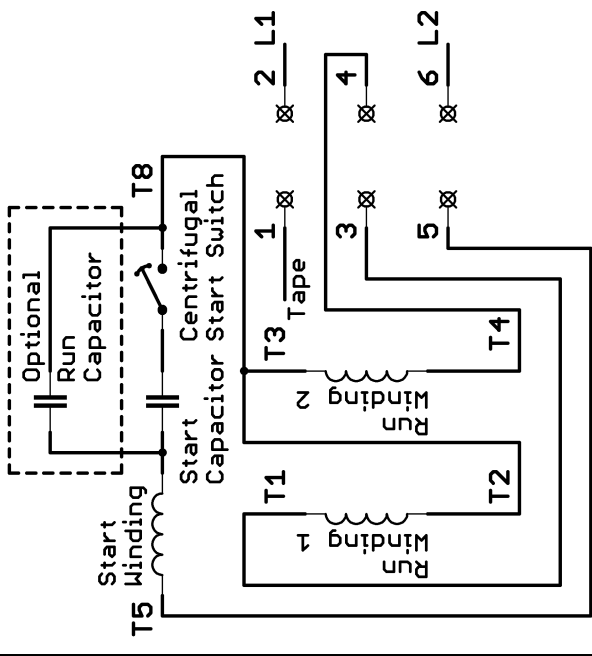 2 L1
4
6 L2
T8
1
3
5
Tape
Optional
Run
Capacitor
Centrifugal
Start Switch
Start
Capacitor
T3
T4
Run
Winding 2
T1
T2
Run
Winding 1
Start
Winding
T5